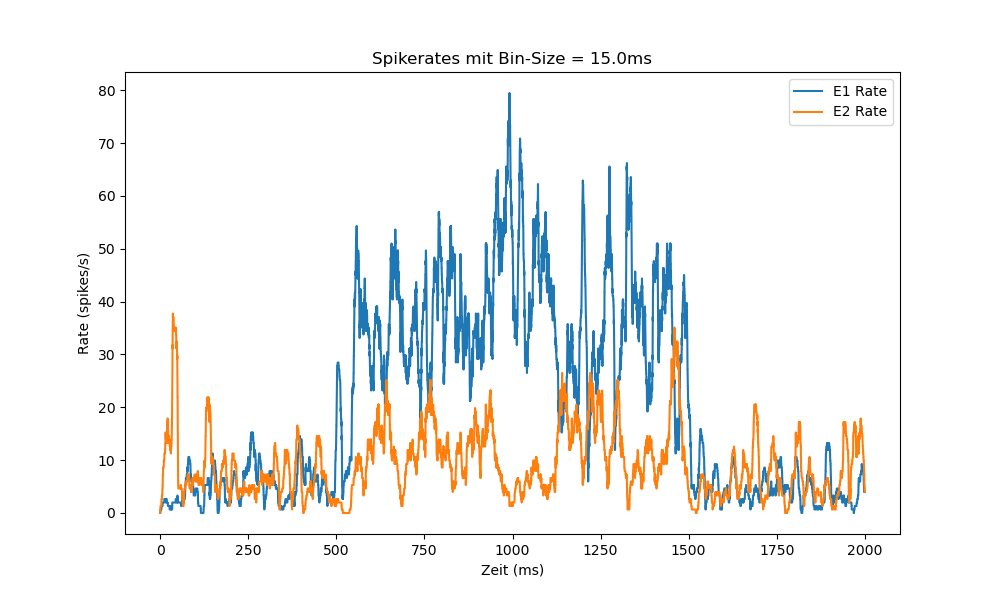 Spikerates mit Bin-Size = 15.0ms
E1 Rate
E2 Rate
80
70
60
50
40
30
20
10
0
Rate (spikes/s)
0 250 500 750 1000 1250 1500 1750 2000
Zeit (ms)